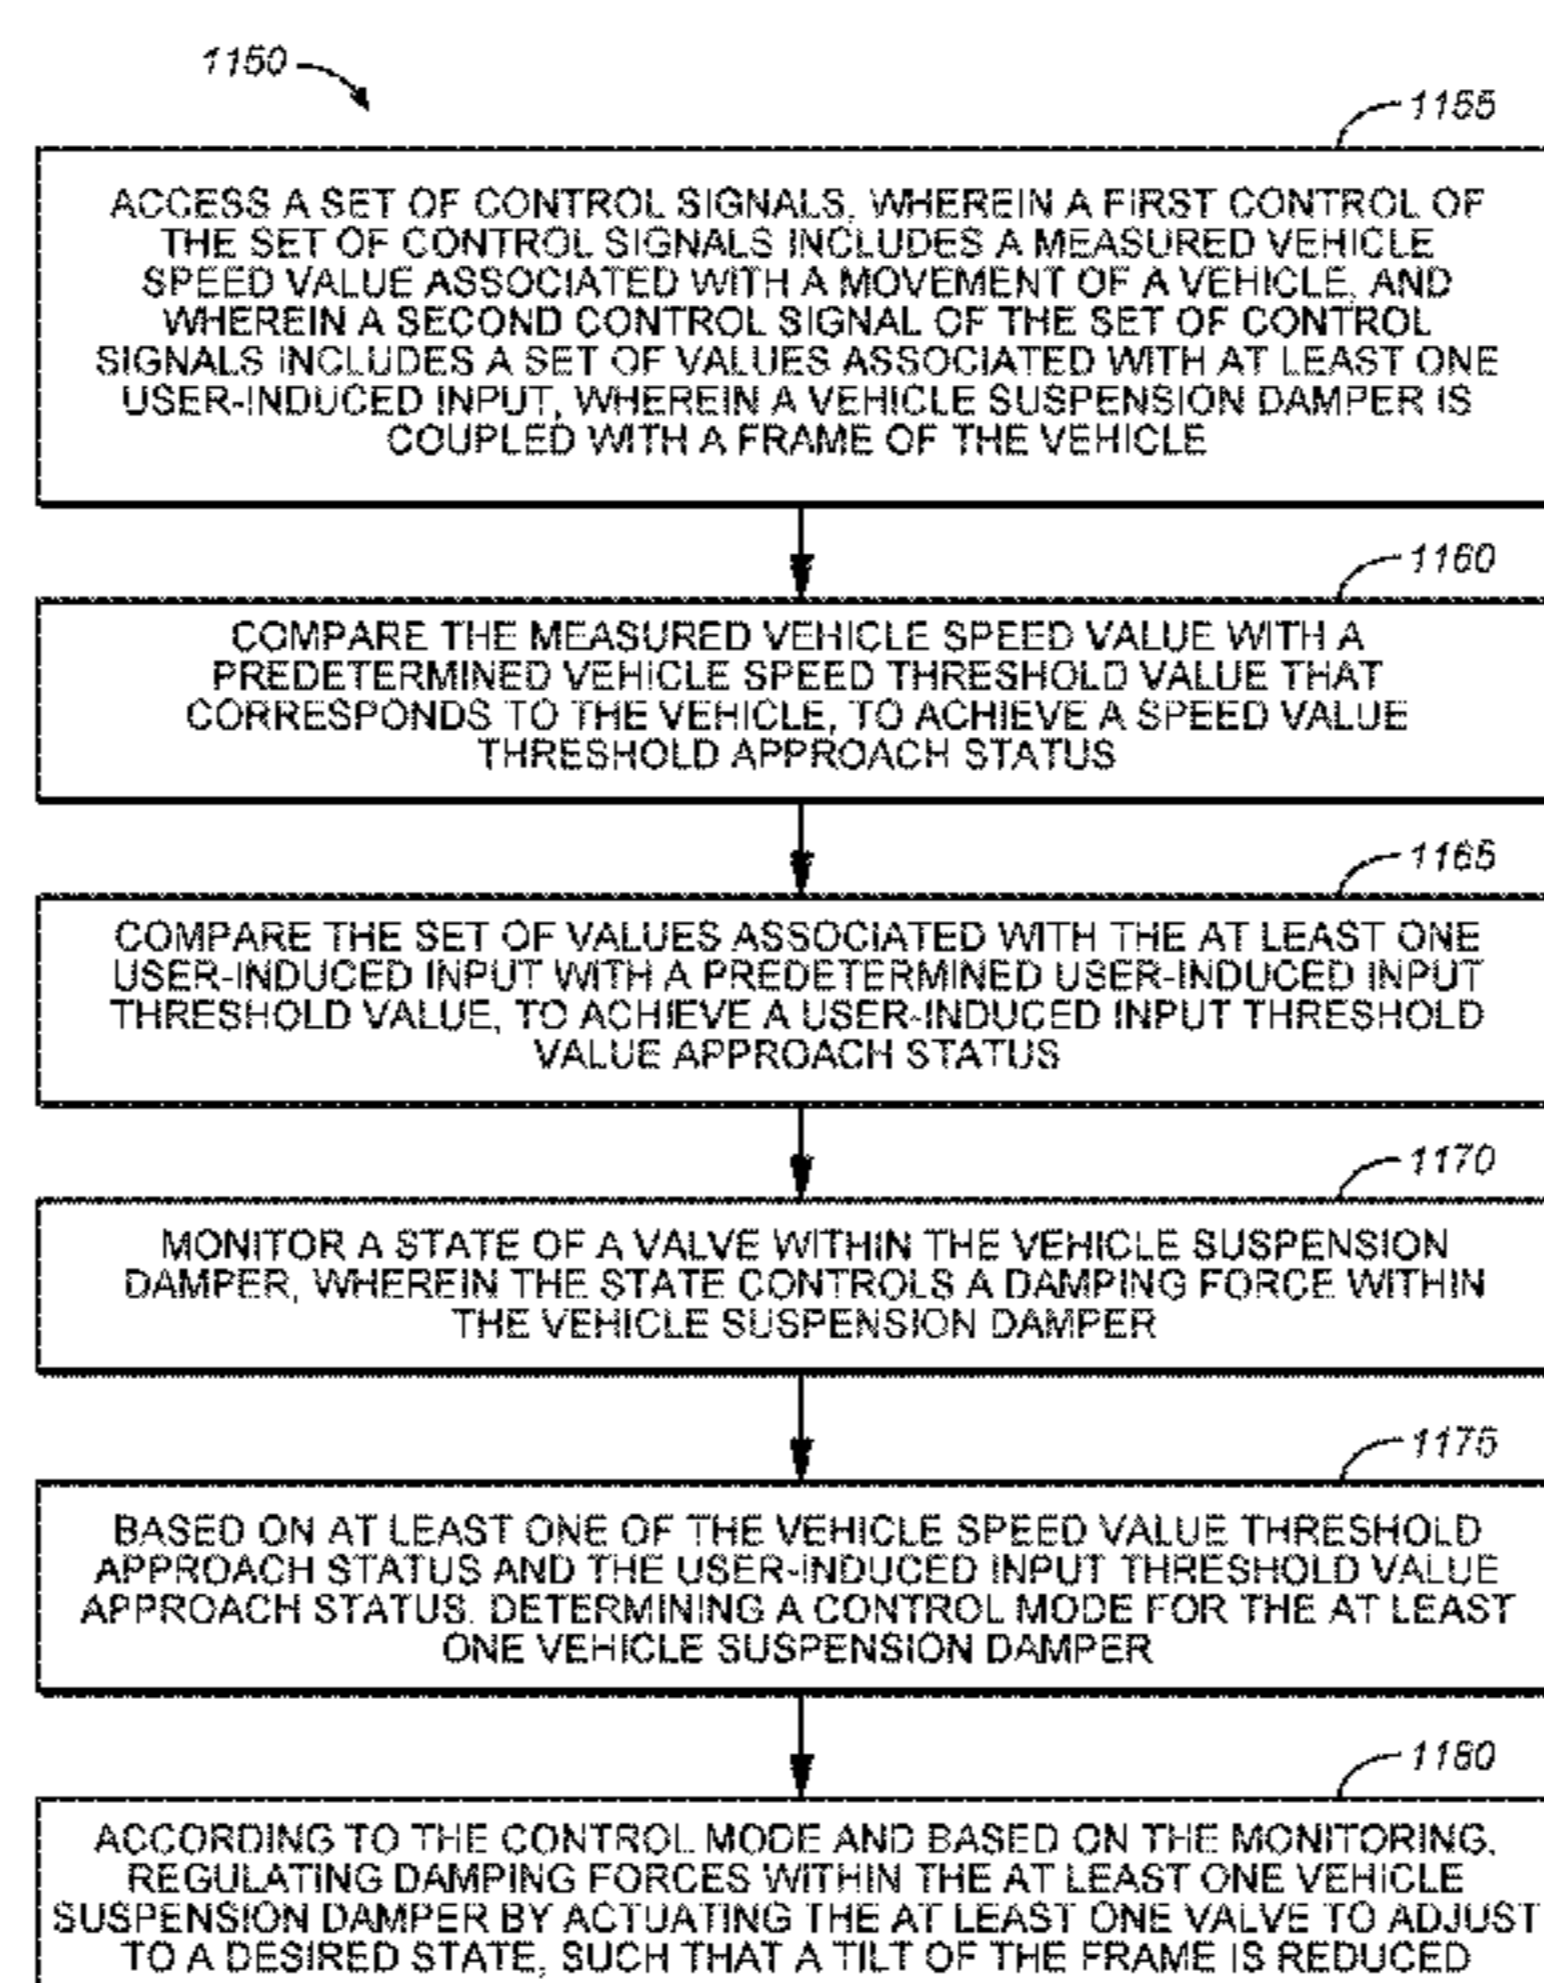 1150
1155
ACCESS A SET OF CONTROL SIGNALS, WHEREIN A FIRST CONTROL OF
THE SET OF CONTROL SIGNALS INCLUDES A MEASURED VEHICLE
SPEED VALUE ASSOCIATED WITH A MOVEMENT OF A VEHICLE, AND
WHEREIN A SECOND CONTROL SIGNAL OF THE SET OF CONTROL
SIGNALS INCLUDES A SET OF VALUES ASSOCIATED WITH AT LEAST ONE
USER-INDUCED INPUT, WHEREIN A VEHICLE SUSPENSION DAMPER IS
COUPLED WITH A FRAME OF THE VEHICLE
1160
COMPARE THE MEASURED VEHICLE SPEED VALUE WITH A
PREDETERMINED VEHICLE SPEED THRESHOLD VALUE THAT
CORRESPONDS TO THE VEHICLE, TO ACHIEVE A SPEED VALUE
THRESHOLD APPROACH STATUS
1165
COMPARE THE SET OF VALUES ASSOCIATED WITH THE AT LEAST ONE
USER-INDUCED INPUT WITH A PREDETERMINED USER-INDUCED INPUT
THRESHOLD VALUE, TO ACHIEVE A USER-INDUCED INPUT THRESHOLD
VALUE APPROACH STATUS
1170
MONITOR A STATE OF A VALVE WITHIN THE VEHICLE SUSPENSION
DAMPER, WHEREIN THE STATE CONTROLS A DAMPING FORCE WITHIN
THE VEHICLE SUSPENSION DAMPER
1175
BASED ON AT LEAST ONE OF THE VEHICLE SPEED VALUE THRESHOLD
APPROACH STATUS AND THE USER-INDUCED INPUT THRESHOLD VALUE
APPROACH STATUS, DETERMINING A CONTROL MODE FOR THE AT LEAST
ONE VEHICLE SUSPENSION DAMPER
1180
ACCORDING TO THE CONTROL MODE AND BASED ON THE MONITORING,
REGULATING DAMPING FORCES WITHIN THE AT LEAST ONE VEHICLE
SUSPENSION DAMPER BY ACTUATING THE AT LEAST ONE VALVE TO ADJUST
TO A DESIRED STATE, SUCH THAT A TILT OF THE FRAME IS REDUCED